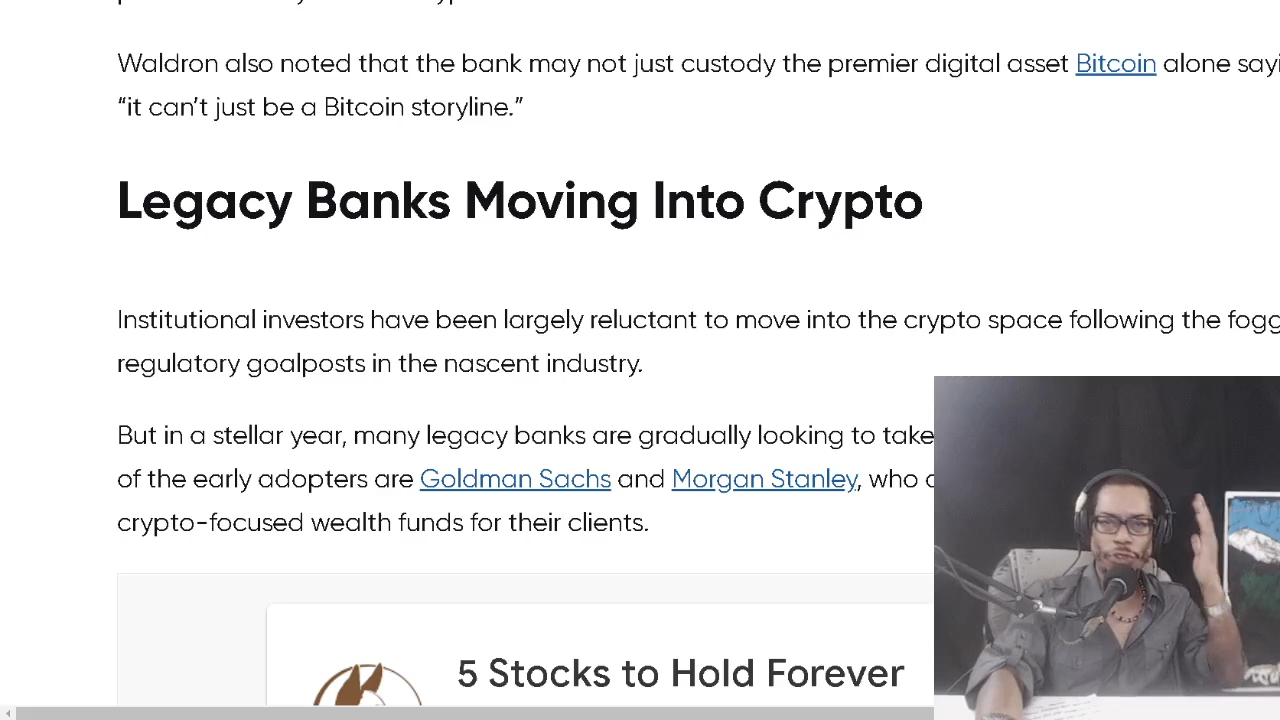 Waldron also noted that the bank may not just custody the premier digital asset Bitcoin alone sayi
“it can’t just be a Bitcoin storyline.”
Legacy Banks Moving Into Crypto
Institutional investors have been largely reluctant to move into the crypto space following the fogg
regulatory goalposts in the nascent industry.
But in a stellar year, many legacy banks are gradually looking to take
of the early adopters are Goldman Sachs and Morgan Stanley, who
crypto-focused wealth funds for their clients.
5 Stocks to Hold Forever